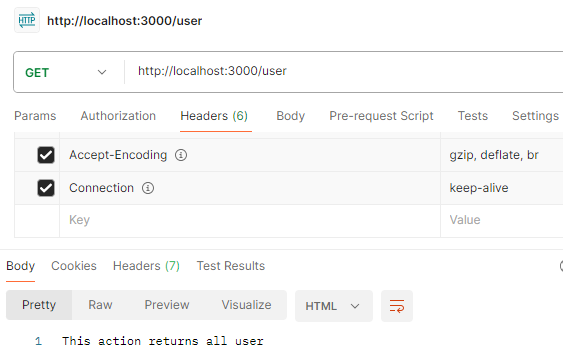 HTTP http://localhost:3000/user
GET http://localhost:3000/user
Params Authorization Headers (6) Body Pre-request Script Tests Settings
Accept-Encoding gzip, deflate, br
Connection keep-alive
Key Value
Body Cookies Headers (7) Test Results
Pretty Raw Preview Visualize HTML
1 This action returns all user